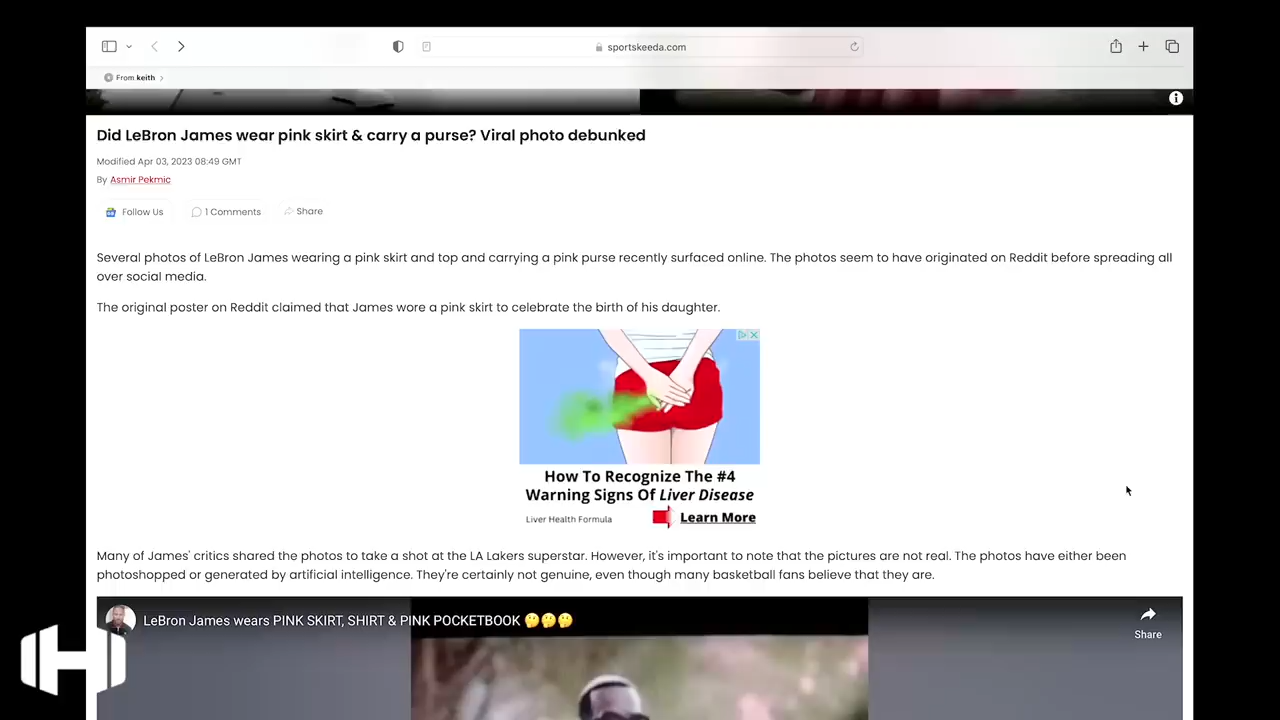 sportskeeda.com
From keith
Did LeBron James wear pink skirt & carry a purse? Viral photo debunked
Modified Apr 03, 2023 08:49 GMT
By Asmir Pekmic
Follow Us
1 Comments
Share
Several photos of LeBron James wearing a pink skirt and top and carrying a pink purse recently surfaced online. The photos seem to have originated on Reddit before spreading all
over social media.
The original poster on Reddit claimed that James wore a pink skirt to celebrate the birth of his daughter.
How To Recognize The #4
Warning Signs Of Liver Disease
Liver Health Formula
Learn More
Many of James' critics shared the photos to take a shot at the LA Lakers superstar. However, it's important to note that the pictures are not real. The photos have either been
photoshopped or generated by artificial intelligence. They're certainly not genuine, even though many basketball fans believe that they are.
LeBron James wears PINK SKIRT, SHIRT & PINK POCKETBOOK 🤔🤔🤔
Share